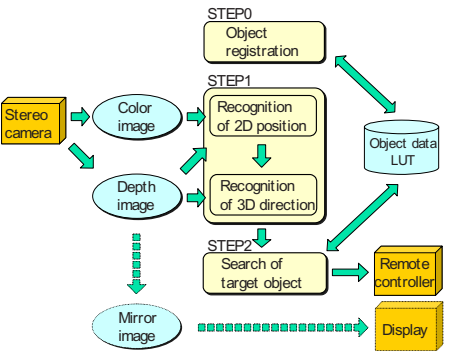 STEP0
Object
registration
STEP1
Stereo
camera
Color
image
Recognition
of 2D position
Object data
LUT
Depth
image
Recognition
of 3D direction
STEP2
Search of
target object
Remote
controller
Mirror
image
Display